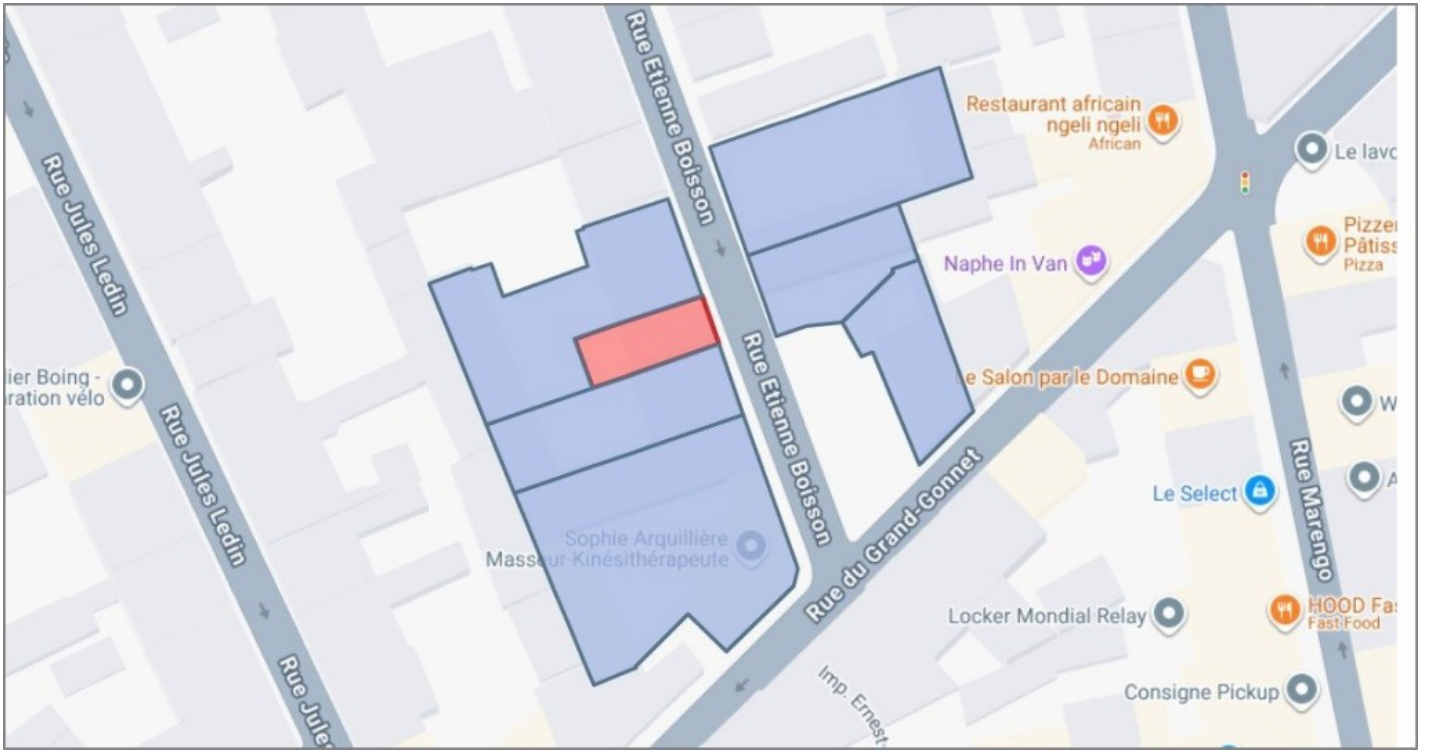 Rue Etienne Boisson
Restaurant africain
ngeli ngeli
African
Le lavo
Rue Jules Ledin
Pizze
Pâtiss
Pizza
Naphe In Van
Rue Etienne Boisson
ier Boing -
ration vélo
Le Salon par le Domaine
W
Rue Jules Ledin
Rue Marengo
A
Le Select
Rue du Grand-Gonnet
Sophie Arquillière
Masseur-Kinésithérapeute
Locker Mondial Relay
HOOD Fas
Fast Food
Imp. Ernest-
Consigne Pickup
Rue Jules